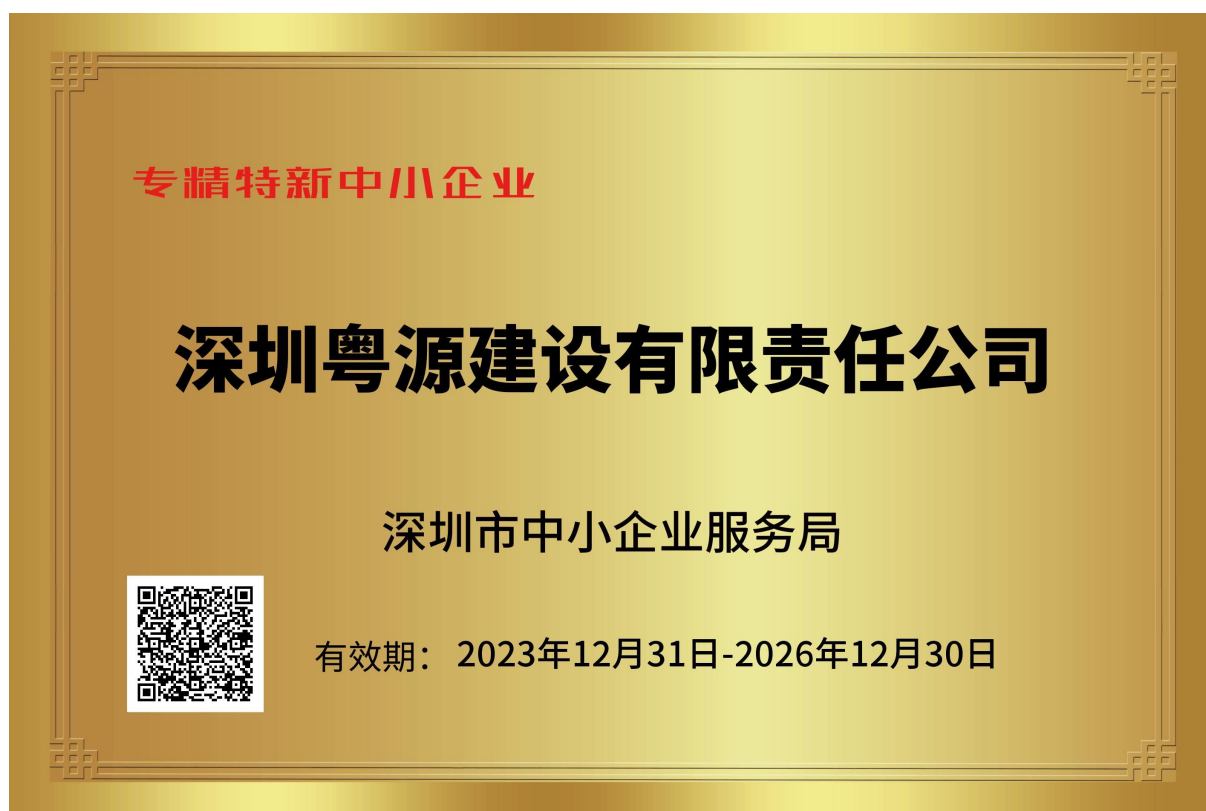 专精特新中小企业
深圳粤源建设有限责任公司
深圳市中小企业服务局
有效期：2023年12月31日-2026年12月30日